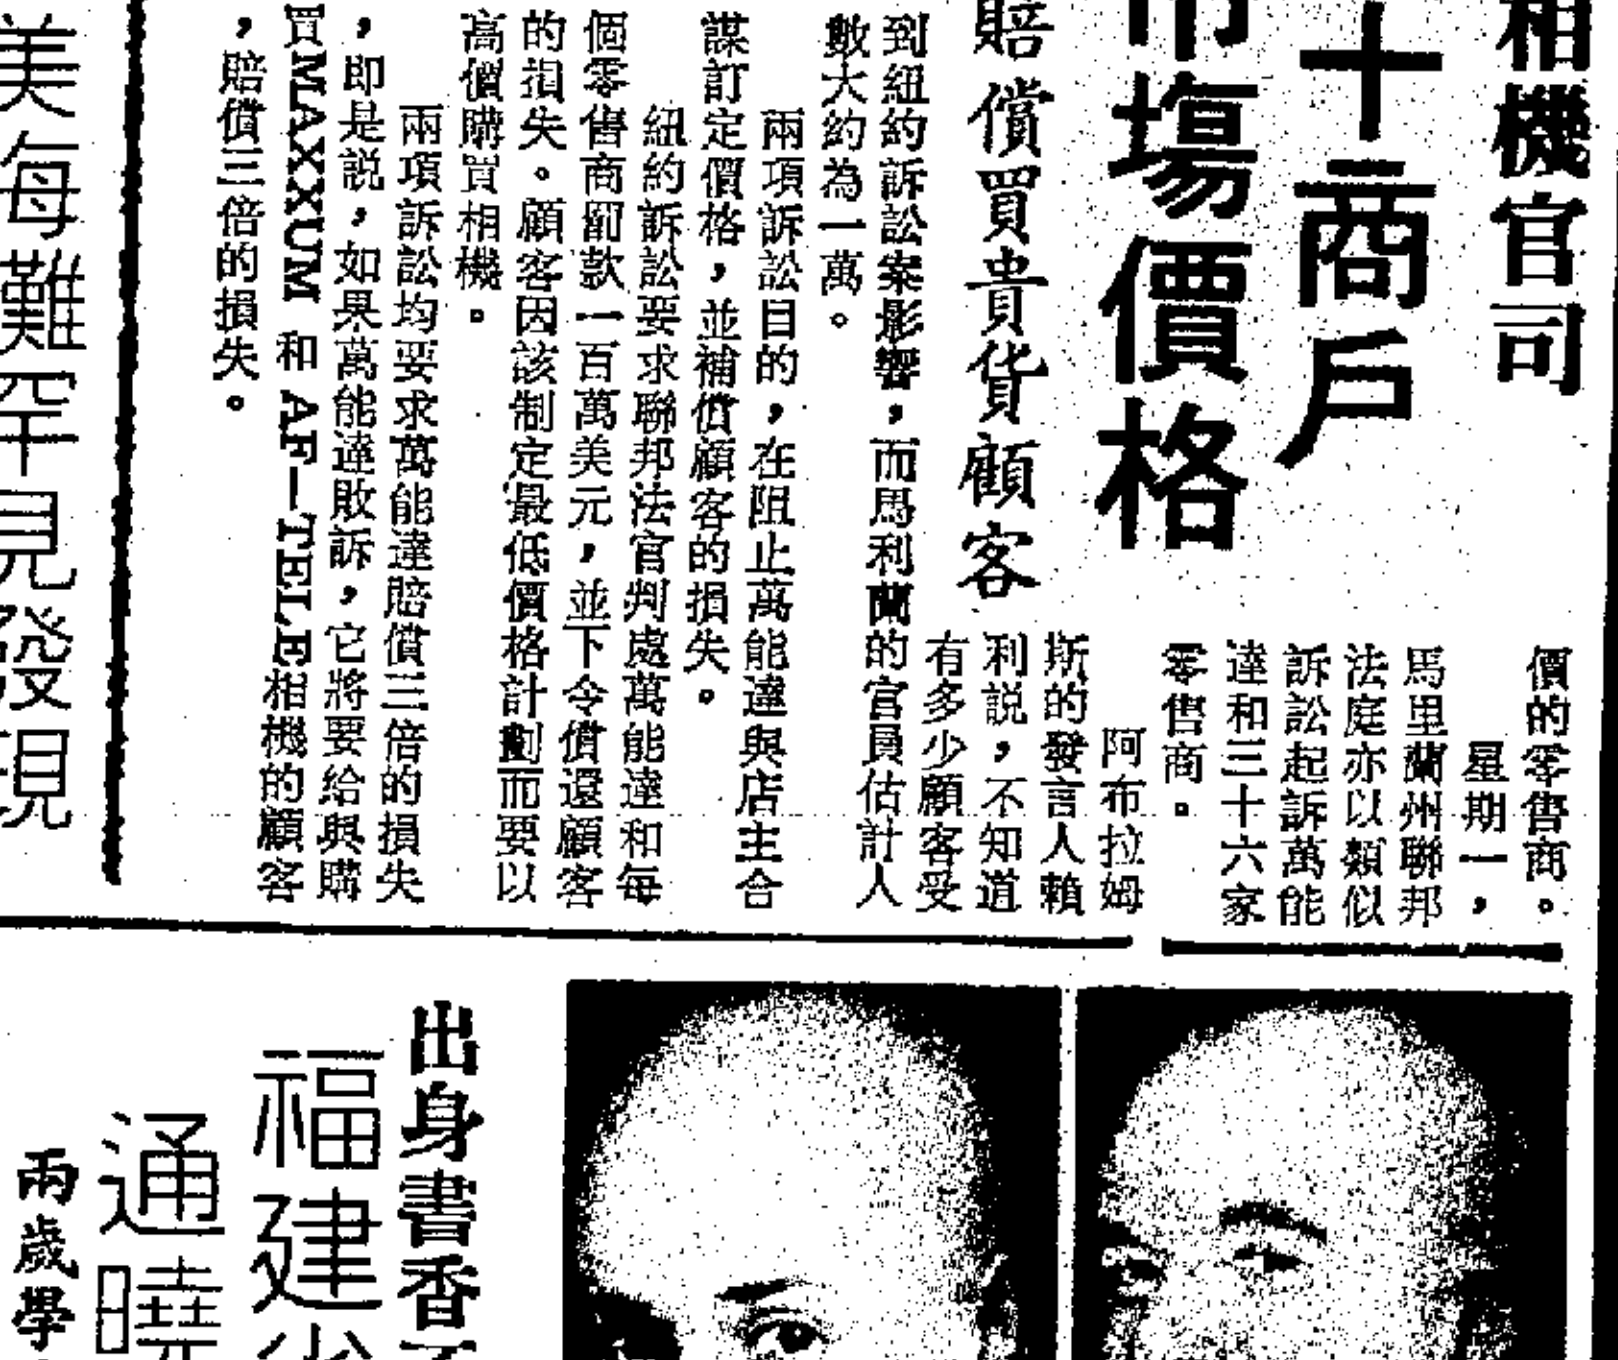 相機官司
十商戶
市場價格
賠償買貴貨顧客
價的零售商。
星期一，
馬里蘭州聯邦
法庭亦以類似
訴訟起訴萬能
達和三十六家
零售商。
阿布拉姆
斯的發言人賴
利説，不知道
有多少顧客受
到紐約訴訟案影響，而馬利蘭的官員估計人
數大約為一萬。
兩項訴訟目的，在阻止萬能達與店主合
謀訂定價格，並補償顧客的損失。
紐約訴訟要求聯邦法官判處萬能達和每
個零售商罰款一百萬美元，並下令償還顧客
的損失。顧客因該制定最低價格計劃而要以
高價購買相機。
兩項訴訟均要求萬能達賠償三倍的損失
，即是説，如果萬能達敗訴，它將要給與購
買MAXXUM 和 AF—TELE相機的顧客
，賠償三倍的損失。
美每難罕見發現
出身書香
福建省
通曉
兩歲學